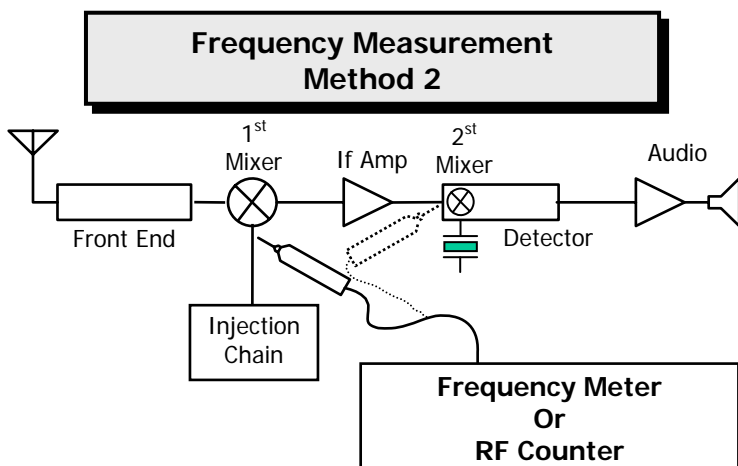 Frequency Measurement
Method 2
1st
Mixer
If Amp
2st
Mixer
Audio
Front End
Detector
Injection
Chain
Frequency Meter
Or
RF Counter